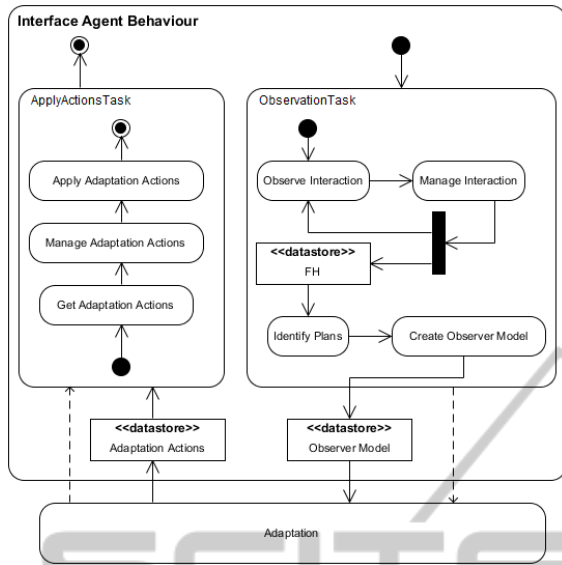 Interface Agent Behaviour
ApplyActionsTask
Apply Adaptation Actions
Manage Adaptation Actions
Get Adaptation Actions
ObservationTask
Observe Interaction
Manage Interaction
<<datastore>>
FH
Identify Plans
Create Observer Model
<<datastore>>
Adaptation Actions
<<datastore>>
Observer Model
Adaptation